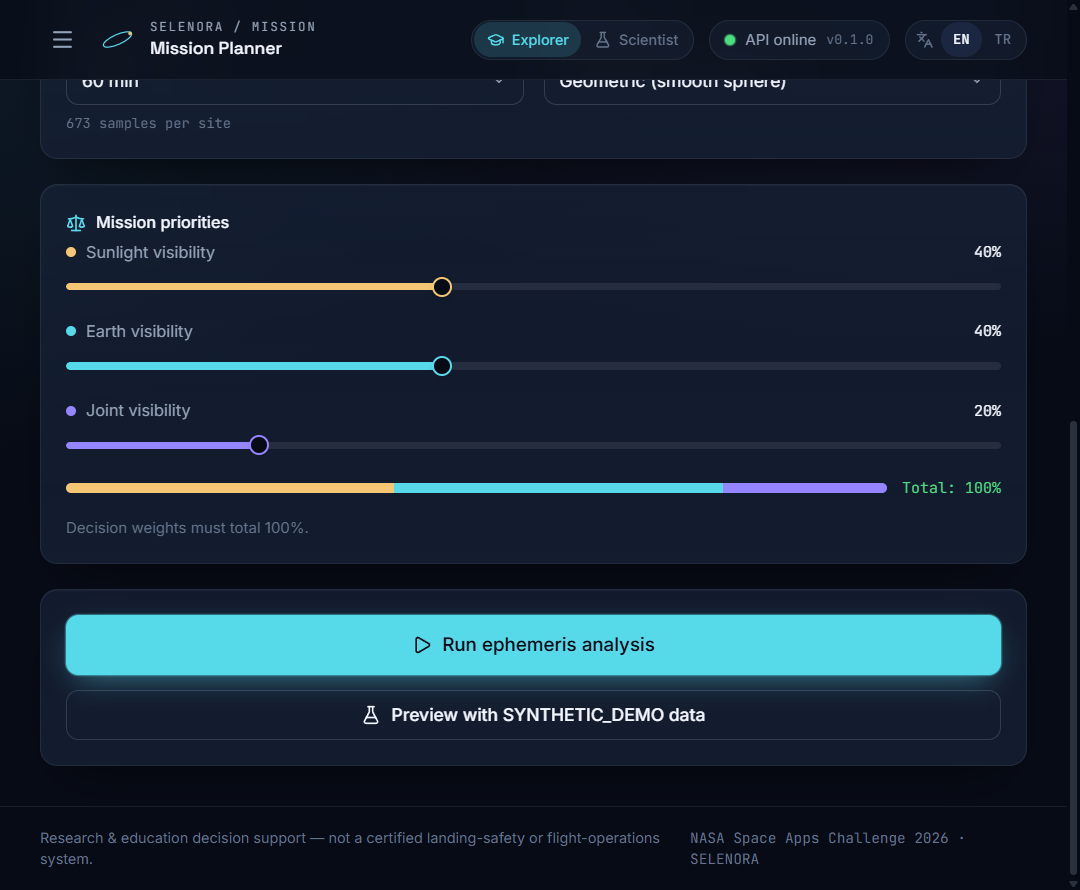 SELENORA / MISSION
Mission Planner
Explorer
Scientist
API online v0.1.0
EN
TR
60 min
Geometric (smooth sphere)
673 samples per site
Mission priorities
Sunlight visibility
40%
Earth visibility
40%
Joint visibility
20%
Total: 100%
Decision weights must total 100%.
Run ephemeris analysis
Preview with SYNTHETIC_DEMO data
Research & education decision support — not a certified landing-safety or flight-operations
system.
NASA Space Apps Challenge 2026 ·
SELENORA